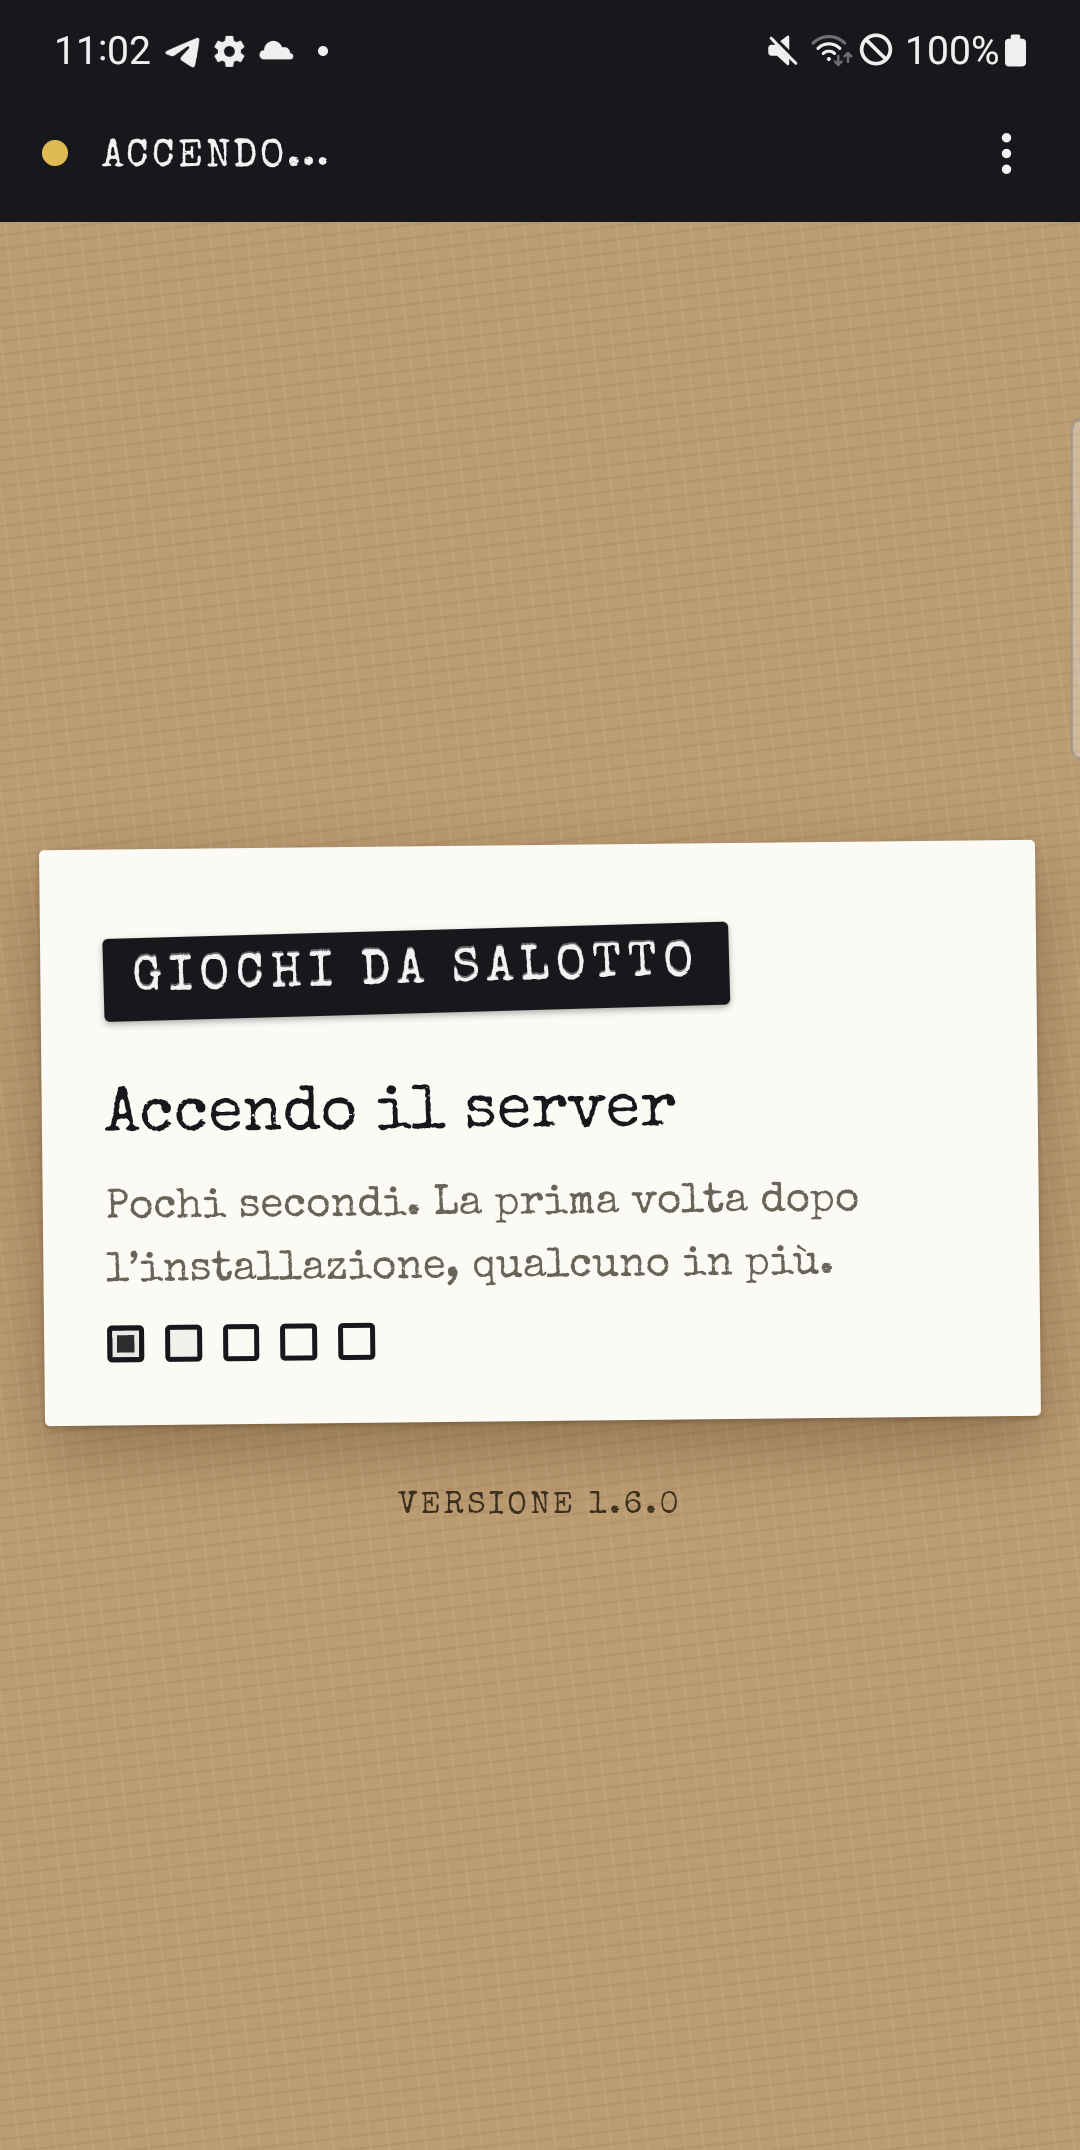 11:02
100%
ACCENDO...
GIOCHI DA SALOTTO
Accendo il server
Pochi secondi. La prima volta dopo
l’installazione, qualcuno in più.
VERSIONE 1.6.0